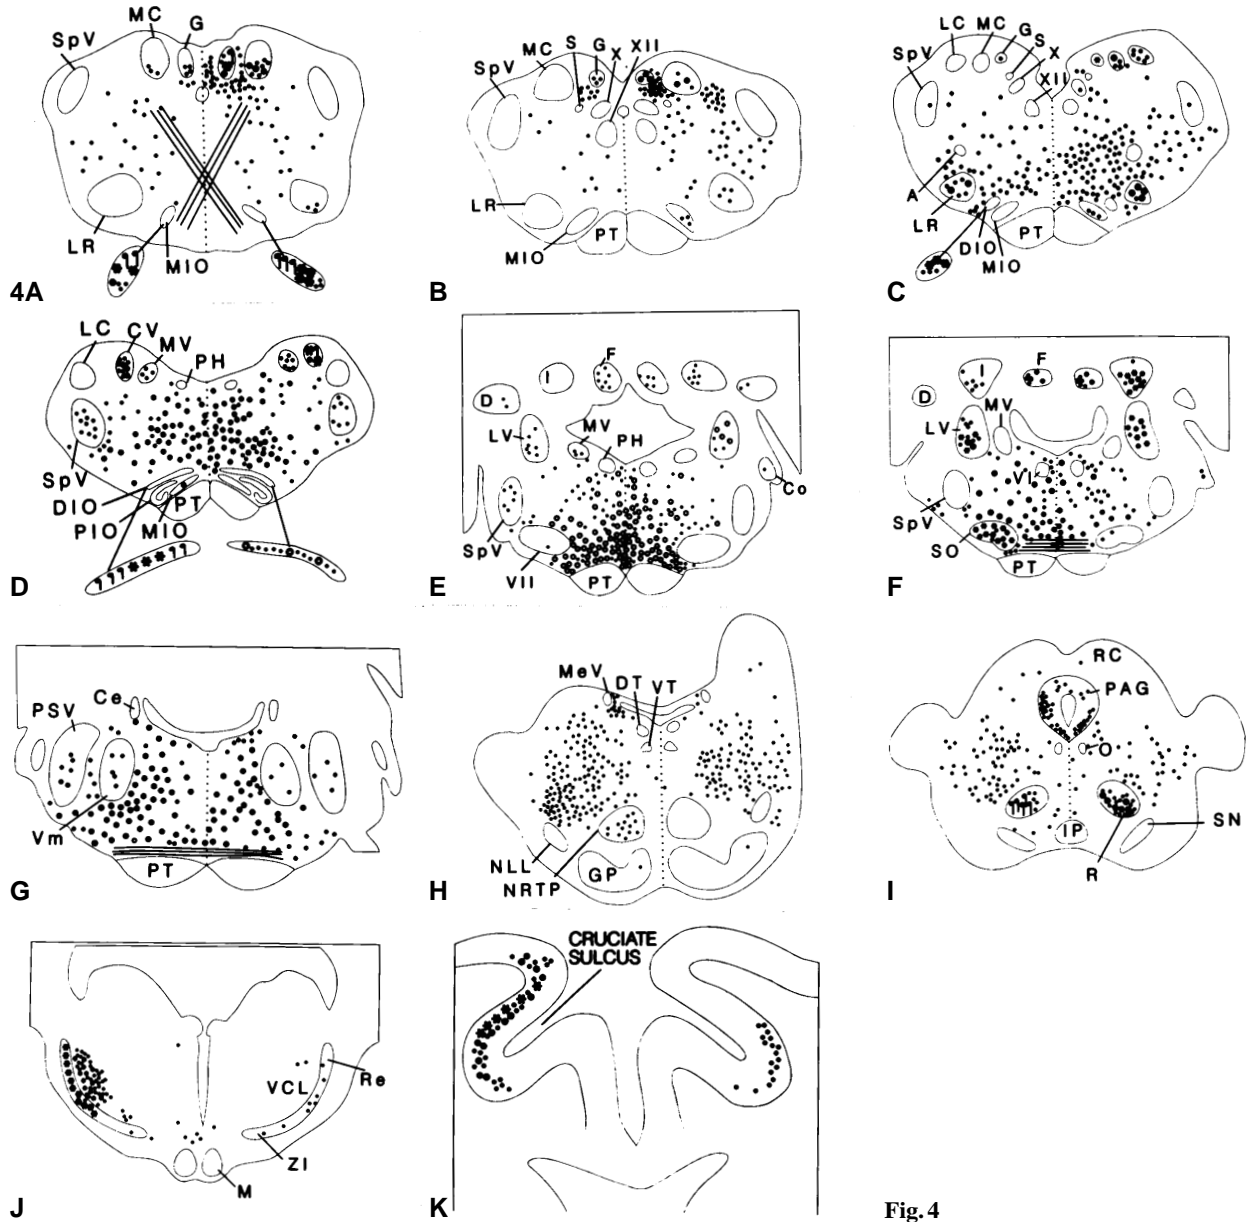 MC G
SpV
LR MIO
4A
MC S G X XII
SpV
LR
MIO PT
B
LC MC G S X
SpV XII
A
LR
DIO
MIO
PT
C
LC CV MV
PH
SpV
DIO
PIO MIO PT
D
F
I
D
LV MV PH
SpV Co
VII PT
E
F
I
D
LV MV
VI
SpV
SO
PT
F
PSV Ce
Vm
PT
G
MeV DT VT
NLL
NRTP
GP
H
RC
PAG
O
IP SN
R
I
VCL Re
ZI
M
J
CRUCIATE
SULCUS
K
Fig. 4